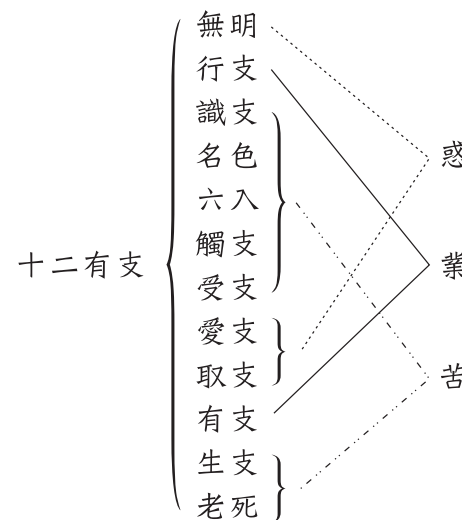 十二有支
無明
行支
識支
名色
六入
觸支
受支
愛支
取支
有支
生支
老死
惑
業
苦